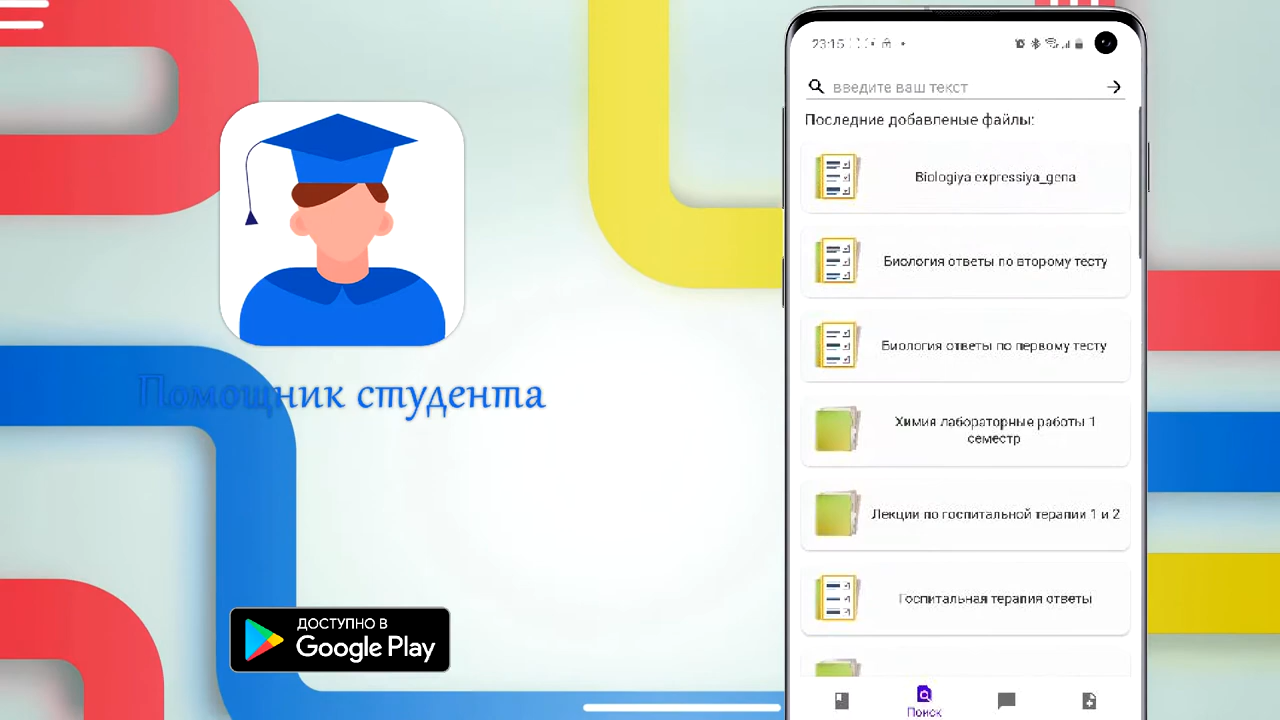 Помощник студента
ДОСТУПНО В
Google Play
23:15
введите ваш текст
Последние добавленые файлы:
Biologiya expressiya_gena
Биология ответы по второму тесту
Биология ответы по первому тесту
Химия лабораторные работы 1
семестр
Лекции по госпитальной терапии 1 и 2
Госпитальная терапия ответы
Поиск